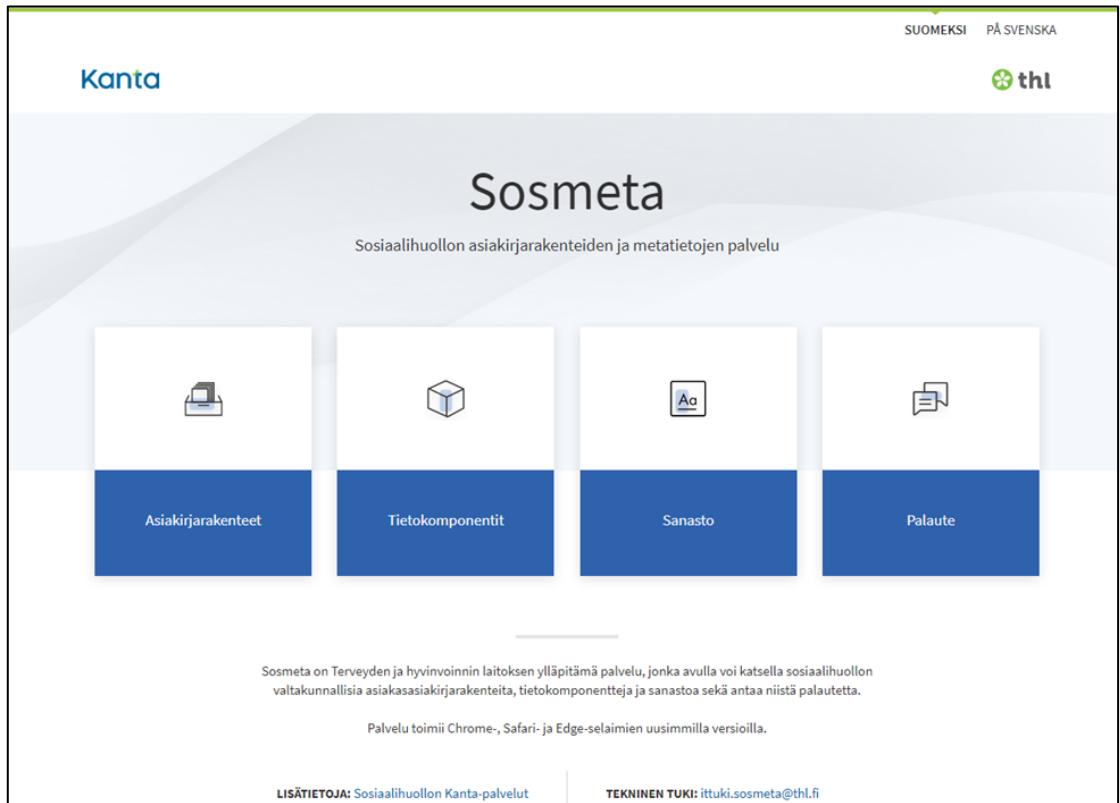 SUOMEKSI PÅ SVENSKA
Kanta
thl
Sosmeta
Sosiaalihuollon asiakirjarakenteiden ja metatietojen palvelu
Aa
Asiakirjarakenteet
Tietokomponentit
Sanasto
Palaute
Sosmeta on Terveyden ja hyvinvoinnin laitoksen ylläpitämä palvelu, jonka avulla voi katsella sosiaalihuollon
valtakunnallisia asiakasasiakirjarakenteita, tietokomponentteja ja sanastoa sekä antaa niistä palautetta.
Palvelu toimii Chrome-, Safari- ja Edge-selaimien uusimmilla versioilla.
LISÄTIETOJA: Sosiaalihuollon Kanta-palvelut
TEKNINEN TUKI: ittuki.sosmeta@thl.fi